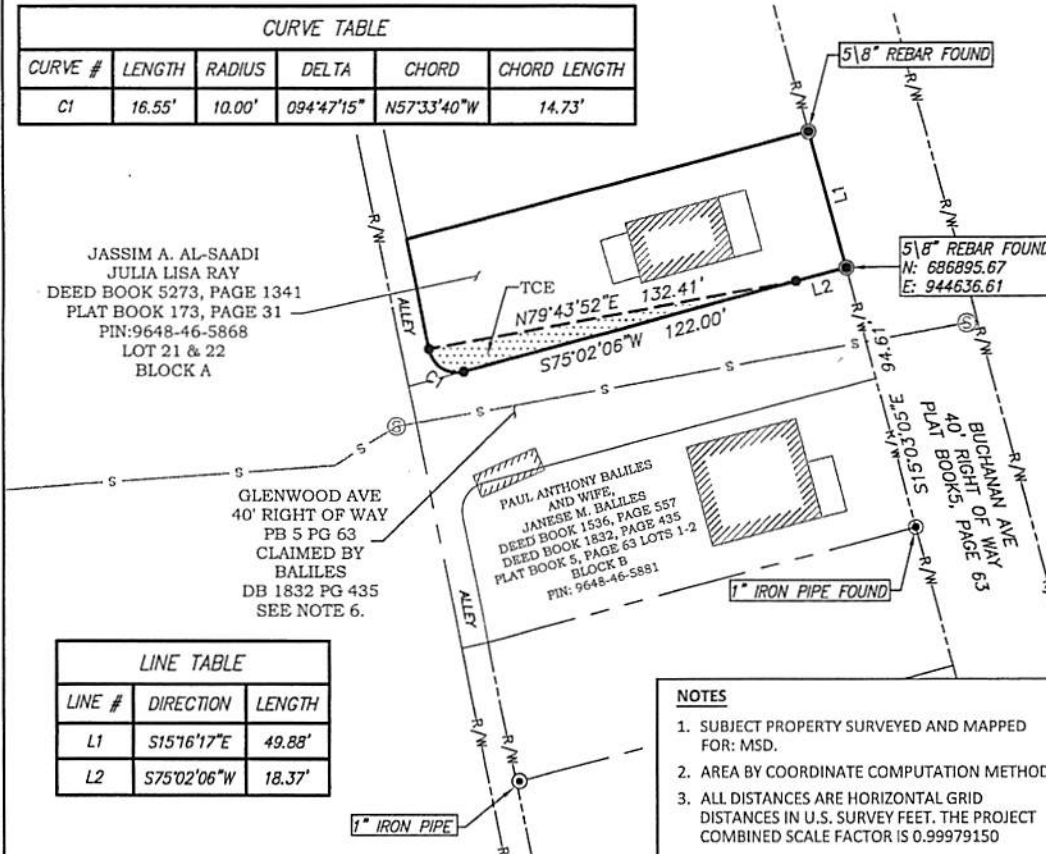 CURVE TABLE
CURVE # LENGTH RADIUS DELTA CHORD CHORD LENGTH
C1 16.55' 10.00' 094°47'15" N57°33'40"W 14.73'
5\8" REBAR FOUND
R/W
R/W
R/W
L1
R/W
5\8" REBAR FOUND
N: 686895.67
E: 944636.61
JASSIM A. AL-SAADI
JULIA LISA RAY
DEED BOOK 5273, PAGE 1341
PLAT BOOK 173, PAGE 31
PIN:9648-46-5868
LOT 21 & 22
BLOCK A
ALLEY
TCE
N79°43'52"E 132.41'
L2
S75°02'06"W 122.00'
C1
S
S
S
S
S
S
S
S
S
R/W
94.61'
S15°03'05"E
R/W
BUCHANAN AVE
40' RIGHT OF WAY
PLAT BOOK5, PAGE 63
R/W
GLENWOOD AVE
40' RIGHT OF WAY
PB 5 PG 63
CLAIMED BY
BALILES
DB 1832 PG 435
SEE NOTE 6.
PAUL ANTHONY BALILES
AND WIFE,
JANESE M. BALILES
DEED BOOK 1536, PAGE 557
DEED BOOK 1832, PAGE 435
PLAT BOOK 5, PAGE 63 LOTS 1-2
BLOCK B
PIN: 9648-46-5881
ALLEY
R/W
1" IRON PIPE FOUND
LINE TABLE
LINE # DIRECTION LENGTH
L1 S15°16'17"E 49.88'
L2 S75°02'06"W 18.37'
R/W
R/W
1" IRON PIPE
NOTES
1. SUBJECT PROPERTY SURVEYED AND MAPPED
FOR: MSD.
2. AREA BY COORDINATE COMPUTATION METHOD
3. ALL DISTANCES ARE HORIZONTAL GRID
DISTANCES IN U.S. SURVEY FEET. THE PROJECT
COMBINED SCALE FACTOR IS 0.99979150